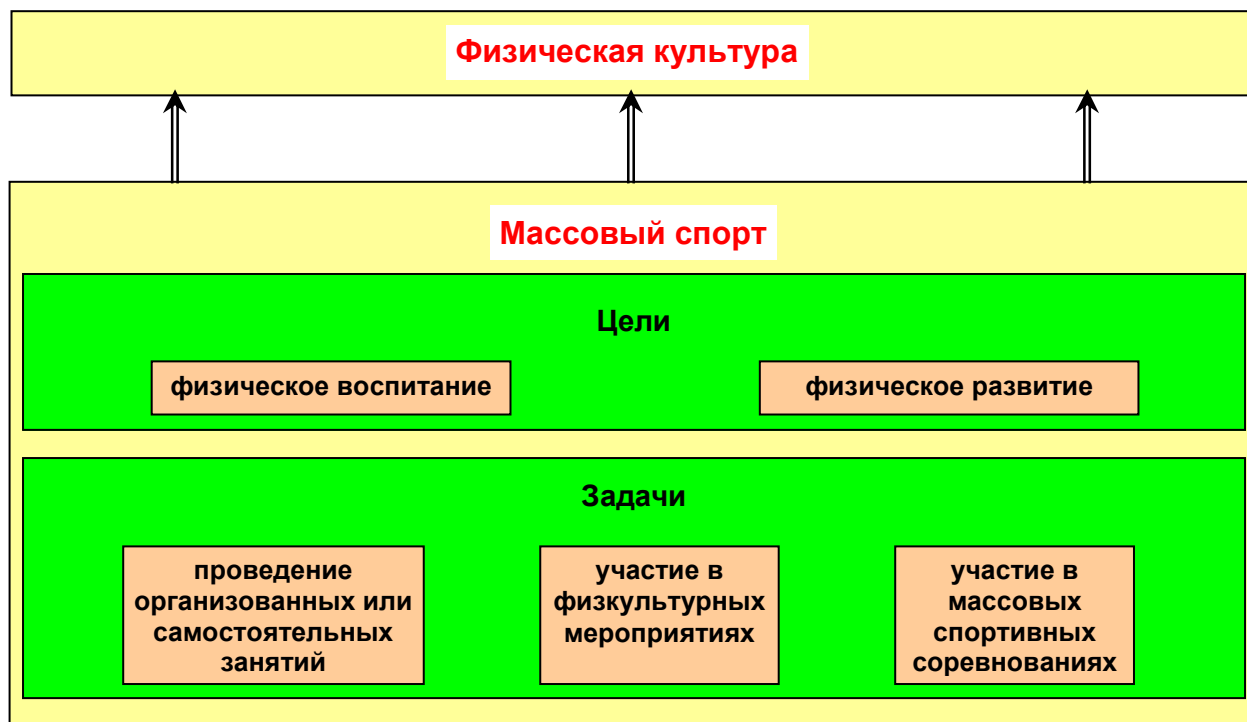 Физическая культура
Массовый спорт
Цели
физическое воспитание
физическое развитие
Задачи
проведение
организованных или
самостоятельных
занятий
участие в
физкультурных
мероприятиях
участие в
массовых
спортивных
соревнованиях